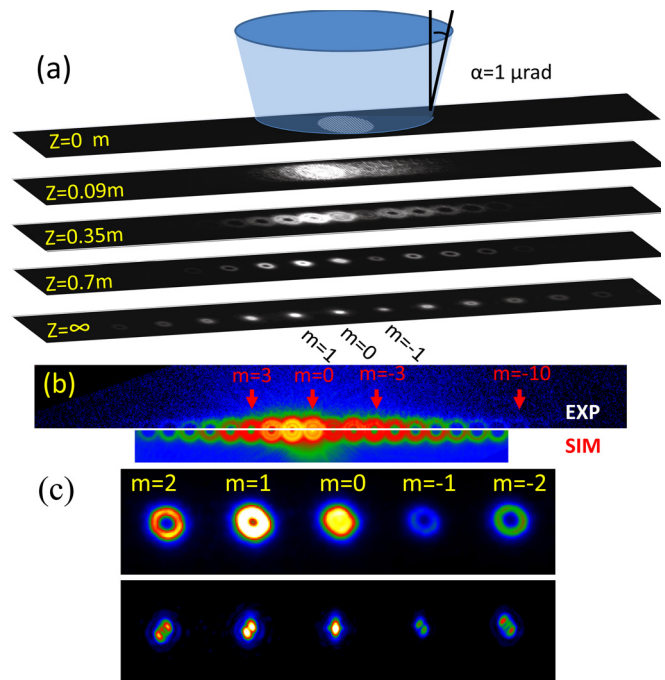 (a)
α=1 μrad
Z=0 m
Z=0.09m
Z=0.35m
Z=0.7m
Z=∞
m=1
m=0
m=-1
(b)
m=3
m=0
m=-3
m=-10
EXP
SIM
(c)
m=2
m=1
m=0
m=-1
m=-2